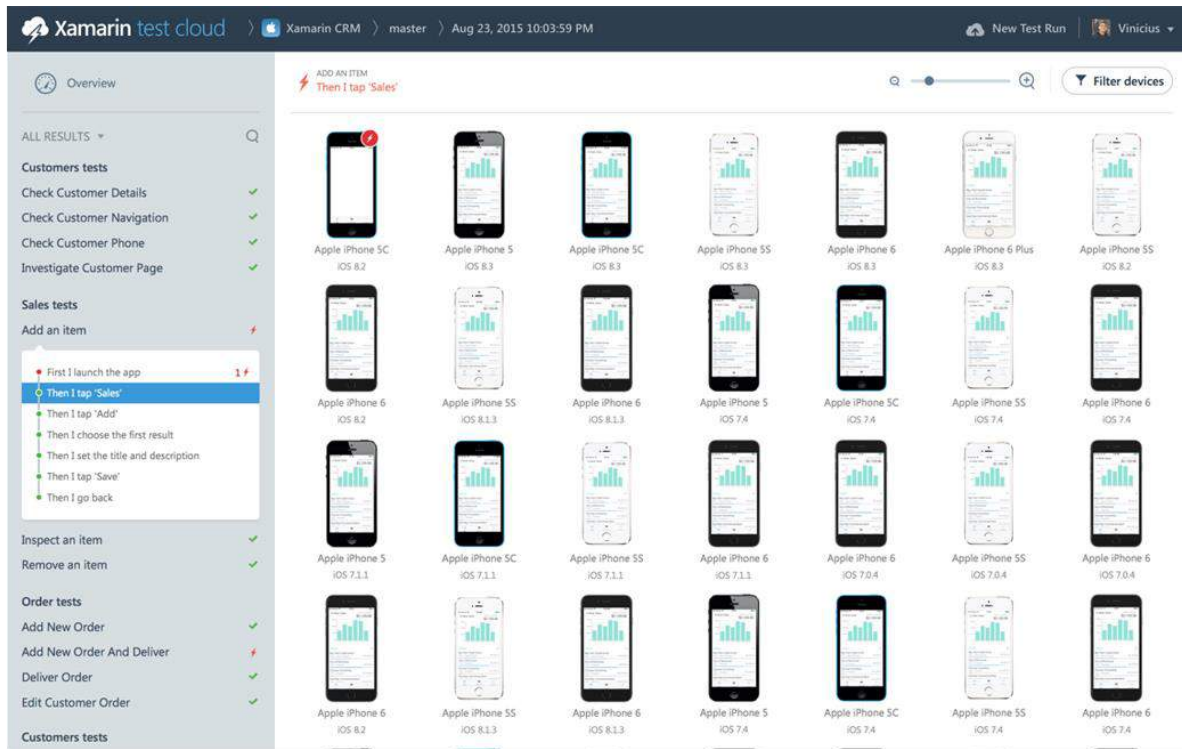 Xamarin test cloud
Xamarin CRM
master
Aug 23, 2015 10:03:59 PM
New Test Run
Vinicius
Overview
ALL RESULTS
Customers tests
Check Customer Details
Check Customer Navigation
Check Customer Phone
Investigate Customer Page
Sales tests
Add an item
First I launch the app
1
Then I tap 'Sales'
Then I tap 'Add'
Then I choose the first result
Then I set the title and description
Then I tap 'Save'
Then I go back
Inspect an item
Remove an item
Order tests
Add New Order
Add New Order And Deliver
Deliver Order
Edit Customer Order
Customers tests
ADD AN ITEM
Then I tap 'Sales'
Filter devices
Apple iPhone 5C Apple iPhone 5 Apple iPhone 5C Apple iPhone 5S Apple iPhone 6 Apple iPhone 6 Plus Apple iPhone 5S
iOS 8.2 iOS 8.3 iOS 8.3 iOS 8.3 iOS 8.3 iOS 8.3 iOS 8.2
Apple iPhone 6 Apple iPhone 5S Apple iPhone 6 Apple iPhone 5 Apple iPhone 5C Apple iPhone 5S Apple iPhone 6
iOS 8.2 iOS 8.1.3 iOS 8.1.3 iOS 7.4 iOS 7.4 iOS 7.4 iOS 7.4
Apple iPhone 5 Apple iPhone 5C Apple iPhone 5S Apple iPhone 6 Apple iPhone 5S Apple iPhone 5S Apple iPhone 6
iOS 7.1.1 iOS 7.1.1 iOS 7.1.1 iOS 7.1.1 iOS 7.0.4 iOS 7.0.4 iOS 7.0.4
Apple iPhone 6 Apple iPhone 5S Apple iPhone 6 Apple iPhone 5 Apple iPhone 5C Apple iPhone 5S Apple iPhone 6
iOS 8.2 iOS 8.1.3 iOS 8.1.3 iOS 7.4 iOS 7.4 iOS 7.4 iOS 7.4